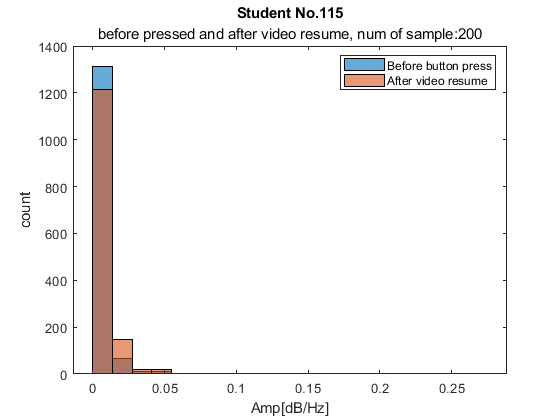 Student No.115
before pressed and after video resume, num of sample:200
1400
1200
1000
800
600
400
200
0
count
Before button press
After video resume
0
0.05
0.1
0.15
0.2
0.25
Amp[dB/Hz]